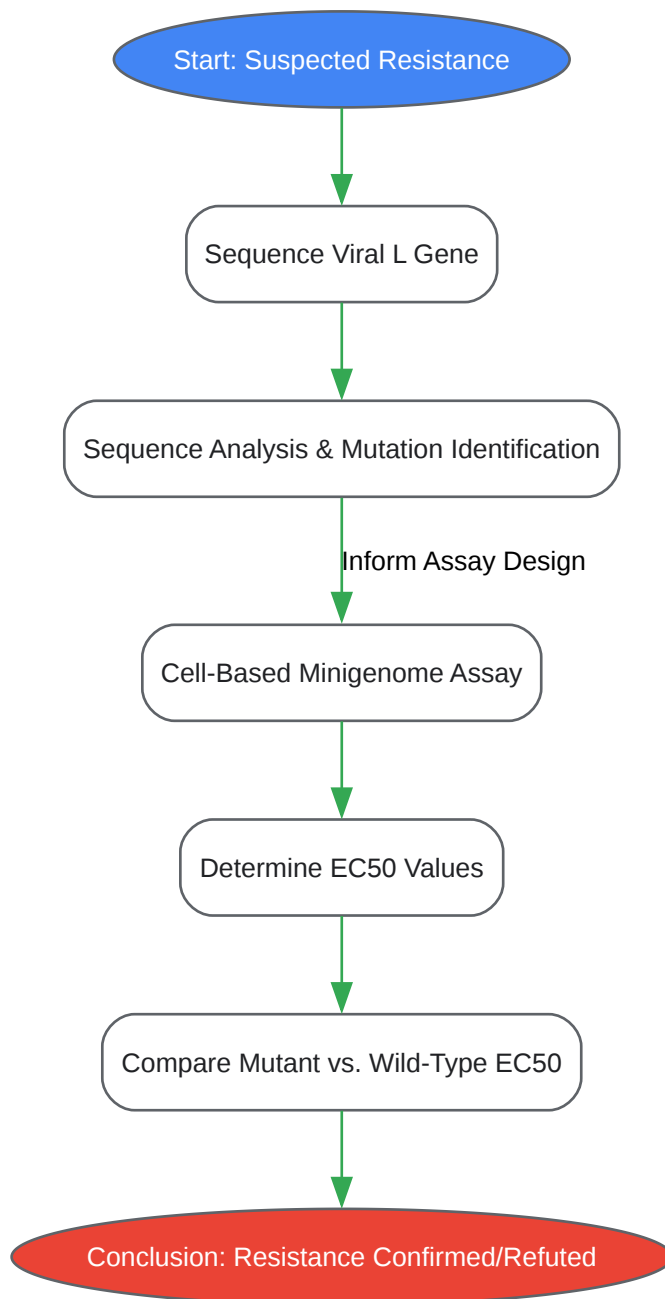 Start: Suspected Resistance
Sequence Viral L Gene
Sequence Analysis & Mutation Identification
Inform Assay Design
Cell-Based Minigenome Assay
Determine EC50 Values
Compare Mutant vs. Wild-Type EC50
Conclusion: Resistance Confirmed/Refuted